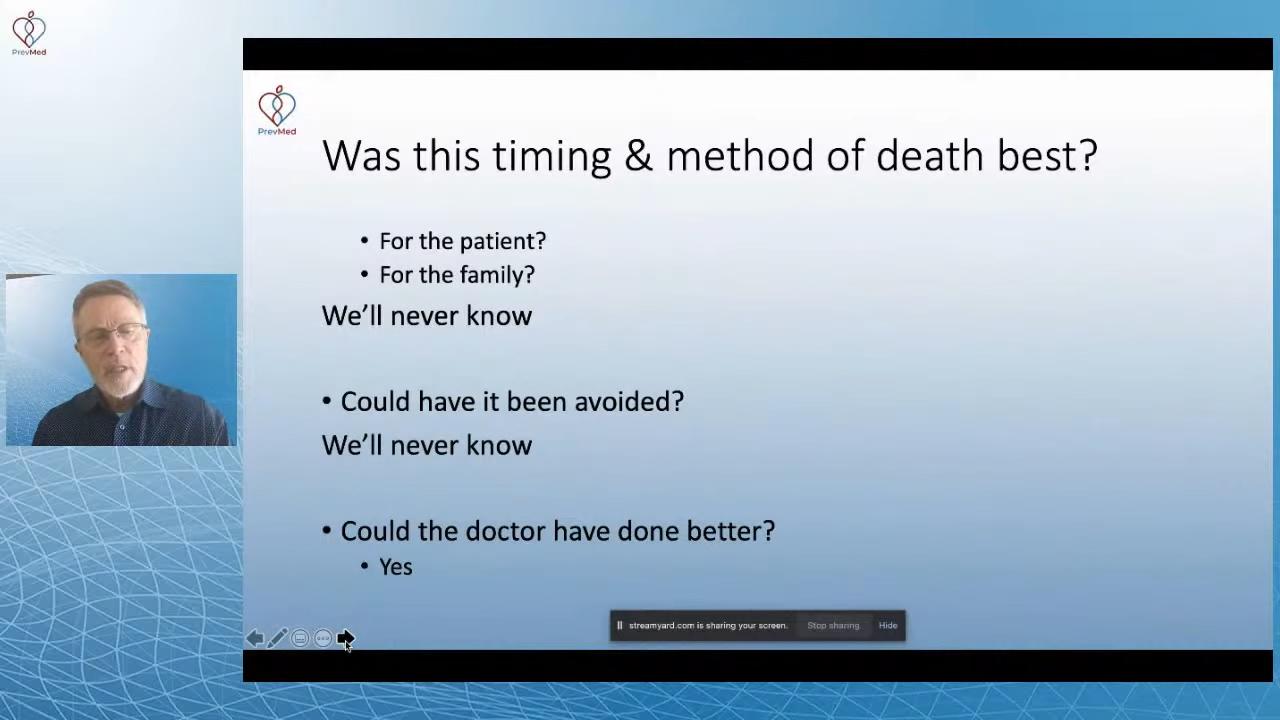 PrevMed
PrevMed
Was this timing & method of death best?
• For the patient?
• For the family?
We’ll never know
• Could have it been avoided?
We’ll never know
• Could the doctor have done better?
• Yes
streamyard.com is sharing your screen. Stop sharing Hide